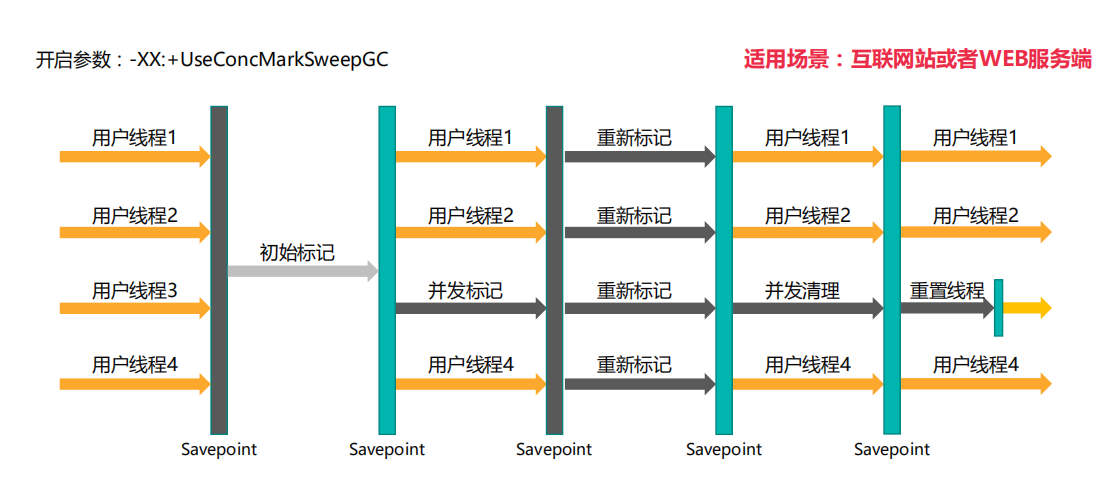 开启参数：-XX:+UseConcMarkSweepGC
适用场景：互联网站或者WEB服务端
用户线程1 用户线程1 重新标记 用户线程1 用户线程1
用户线程2 用户线程2 重新标记 用户线程2 用户线程2
初始标记
用户线程3 并发标记 重新标记 并发清理 重置线程
用户线程4 用户线程4 重新标记 用户线程4 用户线程4
Savepoint Savepoint Savepoint Savepoint Savepoint